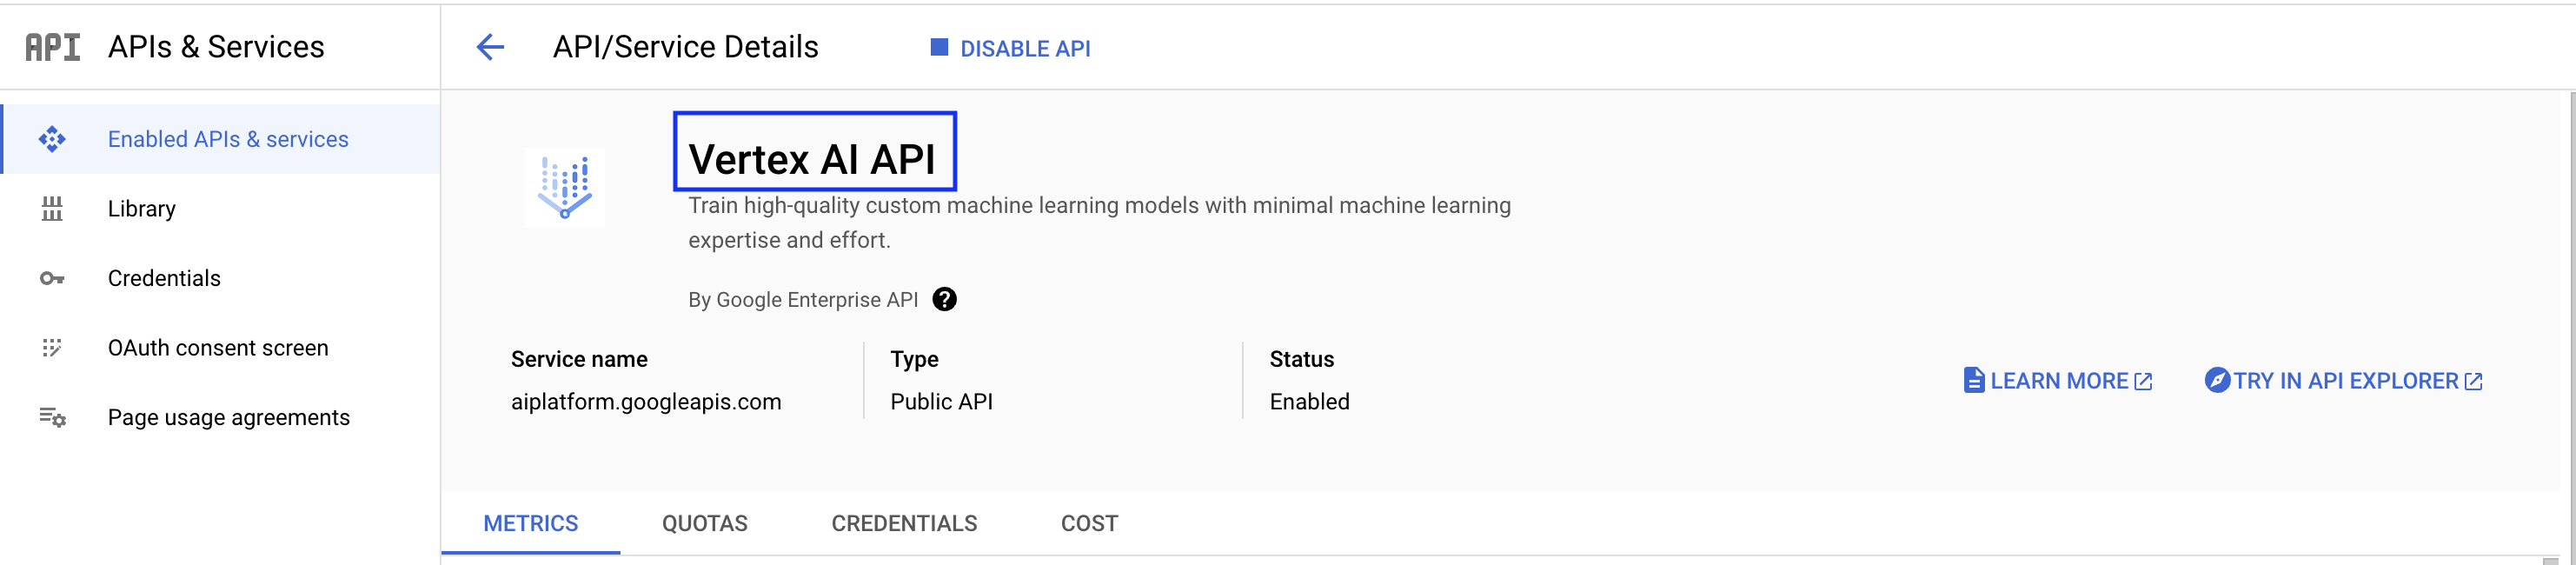 API APIs & Services
API/Service Details
DISABLE API
Enabled APIs & services
Library
Credentials
OAuth consent screen
Page usage agreements
Vertex AI API
Train high-quality custom machine learning models with minimal machine learning
expertise and effort.
By Google Enterprise API ?
Service name
aiplatform.googleapis.com
Type
Public API
Status
Enabled
LEARN MORE
TRY IN API EXPLORER
METRICS
QUOTAS
CREDENTIALS
COST